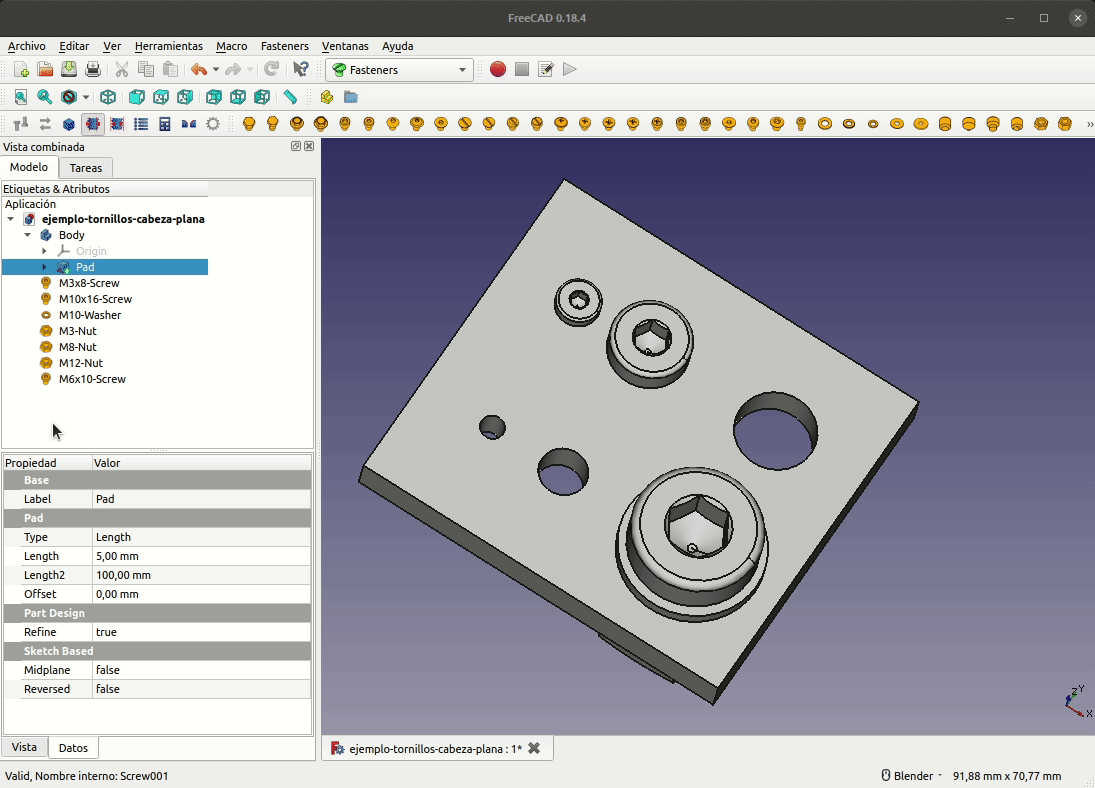 FreeCAD 0.18.4
Archivo Editar Ver Herramientas Macro Fasteners Ventanas Ayuda
Fasteners
Vista combinada
Modelo Tareas
Etiquetas & Atributos
Aplicación
ejemplo-tornillos-cabeza-plana
Body
Origin
Pad
M3x8-Screw
M10x16-Screw
M10-Washer
M3-Nut
M8-Nut
M12-Nut
M6x10-Screw
Propiedad Valor
Base
Label Pad
Pad
Type Length
Length 5,00 mm
Length2 100,00 mm
Offset 0,00 mm
Part Design
Refine true
Sketch Based
Midplane false
Reversed false
Z Y
X
Vista Datos
ejemplo-tornillos-cabeza-plana : 1*
Valid, Nombre interno: Screw001
Blender 91,88 mm x 70,77 mm